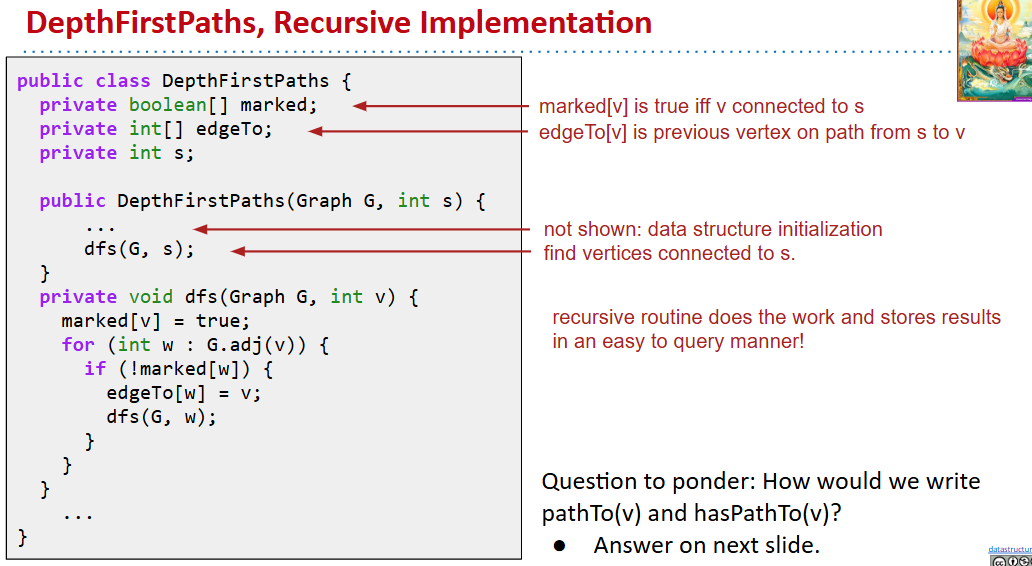 DepthFirstPaths, Recursive Implementation
public class DepthFirstPaths {
private boolean[] marked;
private int[] edgeTo;
private int s;
public DepthFirstPaths(Graph G, int s) {
...
dfs(G, s);
}
private void dfs(Graph G, int v) {
marked[v] = true;
for (int w : G.adj(v)) {
if (!marked[w]) {
edgeTo[w] = v;
dfs(G, w);
}
}
}
...
}
marked[v] is true iff v connected to s
edgeTo[v] is previous vertex on path from s to v
not shown: data structure initialization
find vertices connected to s.
recursive routine does the work and stores results
in an easy to query manner!
Question to ponder: How would we write
pathTo(v) and hasPathTo(v)?
● Answer on next slide.
datastructur